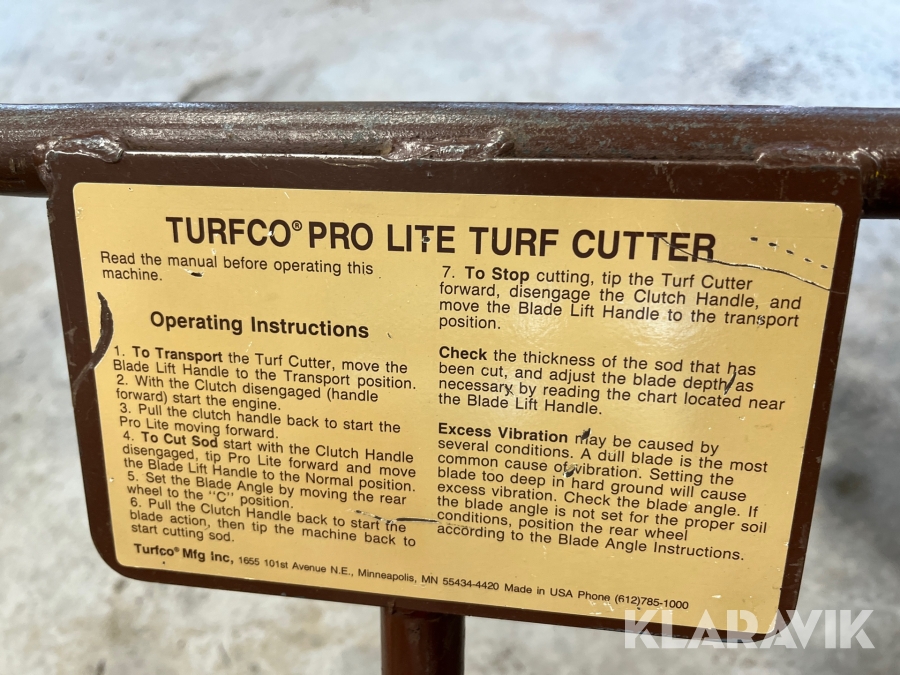 TURFCO® PRO LITE TURF CUTTER
Read the manual before operating this
machine.
Operating Instructions
1. To Transport the Turf Cutter, move the
Blade Lift Handle to the Transport position.
2. With the Clutch disengaged (handle
forward) start the engine.
3. Pull the clutch handle back to start the
Pro Lite moving forward.
4. To Cut Sod start with the Clutch Handle
disengaged, tip Pro Lite forward and move
the Blade Lift Handle to the Normal position.
5. Set the Blade Angle by moving the rear
wheel to the "C" position.
6. Pull the Clutch Handle back to start the
blade action, then tip the machine back to
start cutting sod.
7. To Stop cutting, tip the Turf Cutter
forward, disengage the Clutch Handle, and
move the Blade Lift Handle to the transport
position.
Check the thickness of the sod that has
been cut, and adjust the blade depth as
necessary by reading the chart located near
the Blade Lift Handle.
Excess Vibration may be caused by
several conditions. A dull blade is the most
common cause of vibration. Setting the
blade too deep in hard ground will cause
excess vibration. Check the blade angle. If
the blade angle is not set for the proper soil
conditions, position the rear wheel
according to the Blade Angle Instructions.
Turfco® Mfg Inc, 1655 101st Avenue N.E., Minneapolis, MN 55434-4420 Made in USA Phone (612)785-1000
KLARAVIK